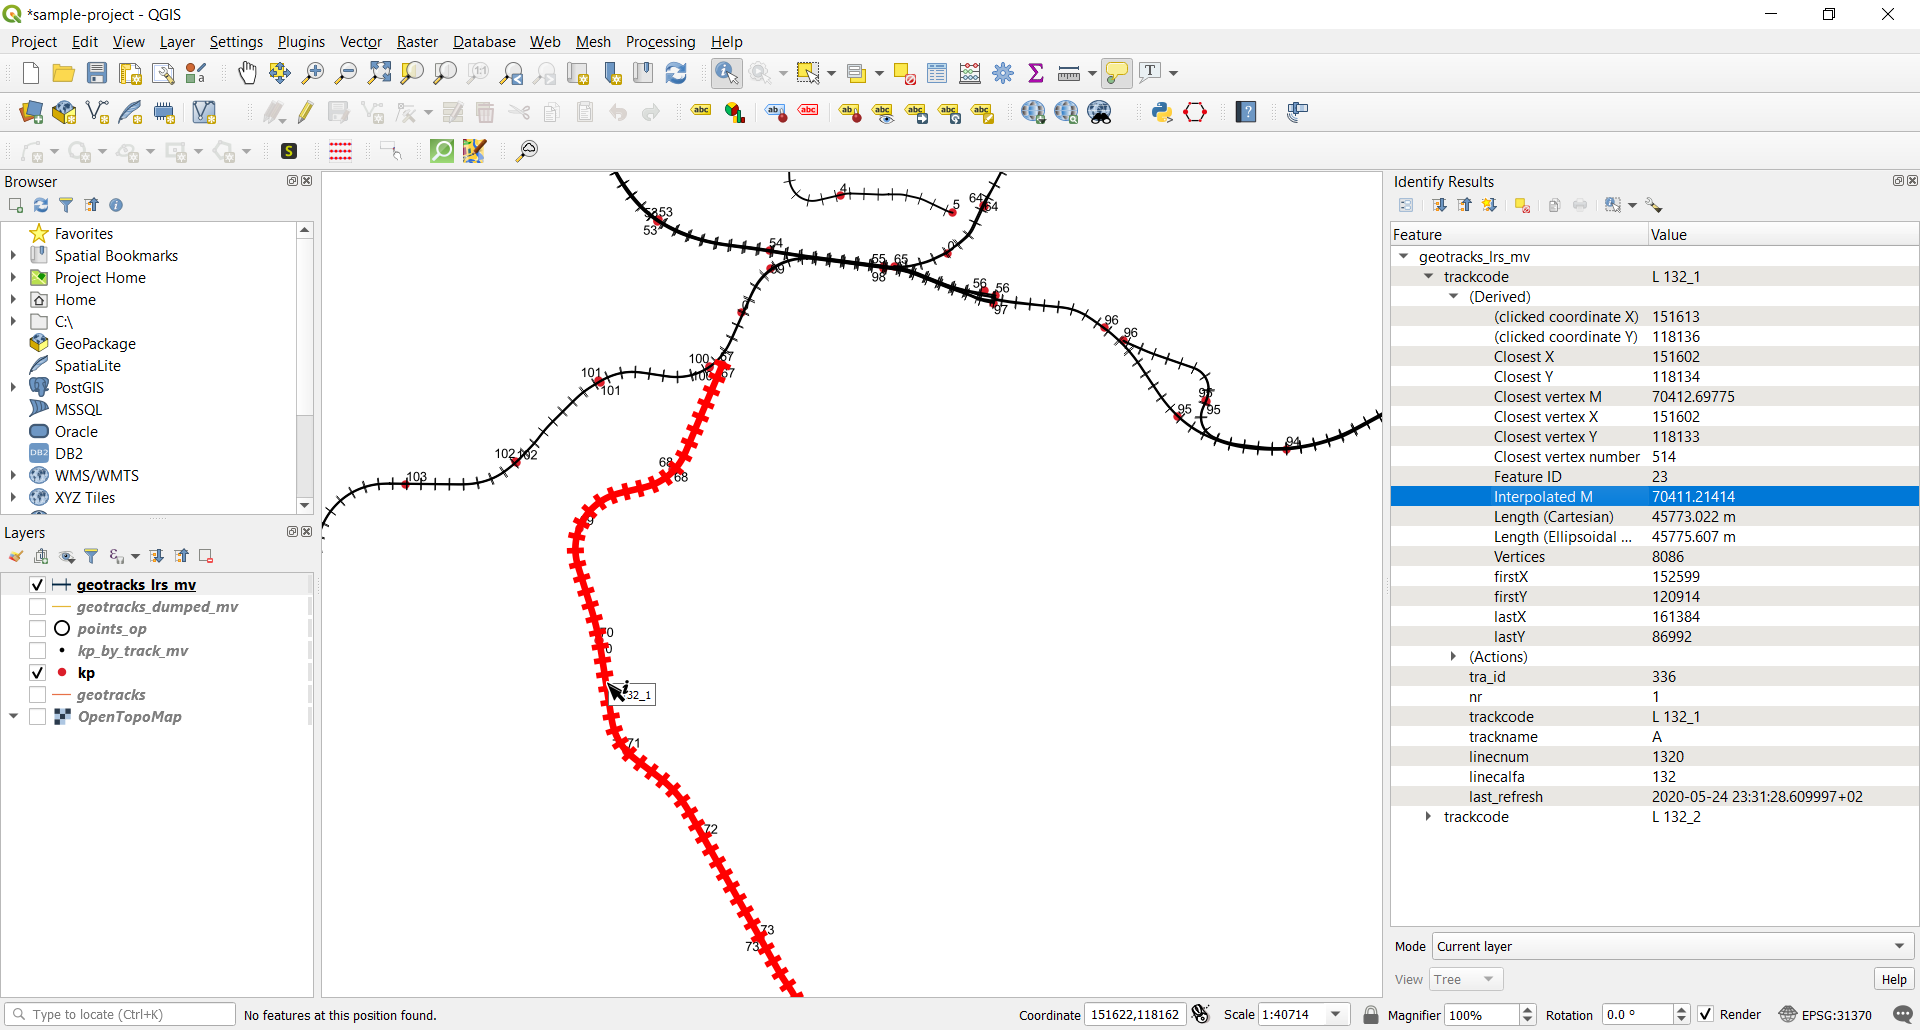 *sample-project - QGIS
Project Edit View Layer Settings Plugins Vector Raster Database Web Mesh Processing Help
Browser
Favorites
Spatial Bookmarks
Project Home
Home
C:\
GeoPackage
SpatiaLite
PostGIS
MSSQL
Oracle
DB2
WMS/WMTS
XYZ Tiles
Layers
geotracks_lrs_mv
geotracks_dumped_mv
points_op
kp_by_track_mv
kp
geotracks
OpenTopoMap
4
5
64
64
53
53
54
55
65
98
56
56
97
96
96
95
95
94
100
67
101
101
102
103
68
68
71
72
73
73
32_1
Identify Results
Feature Value
geotracks_lrs_mv
trackcode L 132_1
(Derived)
(clicked coordinate X) 151613
(clicked coordinate Y) 118136
Closest X 151602
Closest Y 118134
Closest vertex M 70412.69775
Closest vertex X 151602
Closest vertex Y 118133
Closest vertex number 514
Feature ID 23
Interpolated M 70411.21414
Length (Cartesian) 45773.022 m
Length (Ellipsoidal ... 45775.607 m
Vertices 8086
firstX 152599
firstY 120914
lastX 161384
lastY 86992
(Actions)
tra_id 336
nr 1
trackcode L 132_1
trackname A
linecnum 1320
linecalfa 132
last_refresh 2020-05-24 23:31:28.609997+02
trackcode L 132_2
Mode Current layer
View Tree Help
Type to locate (Ctrl+K) No features at this position found. Coordinate 151622,118162 Scale 1:40714 Magnifier 100% Rotation 0.0 ° Render EPSG:31370